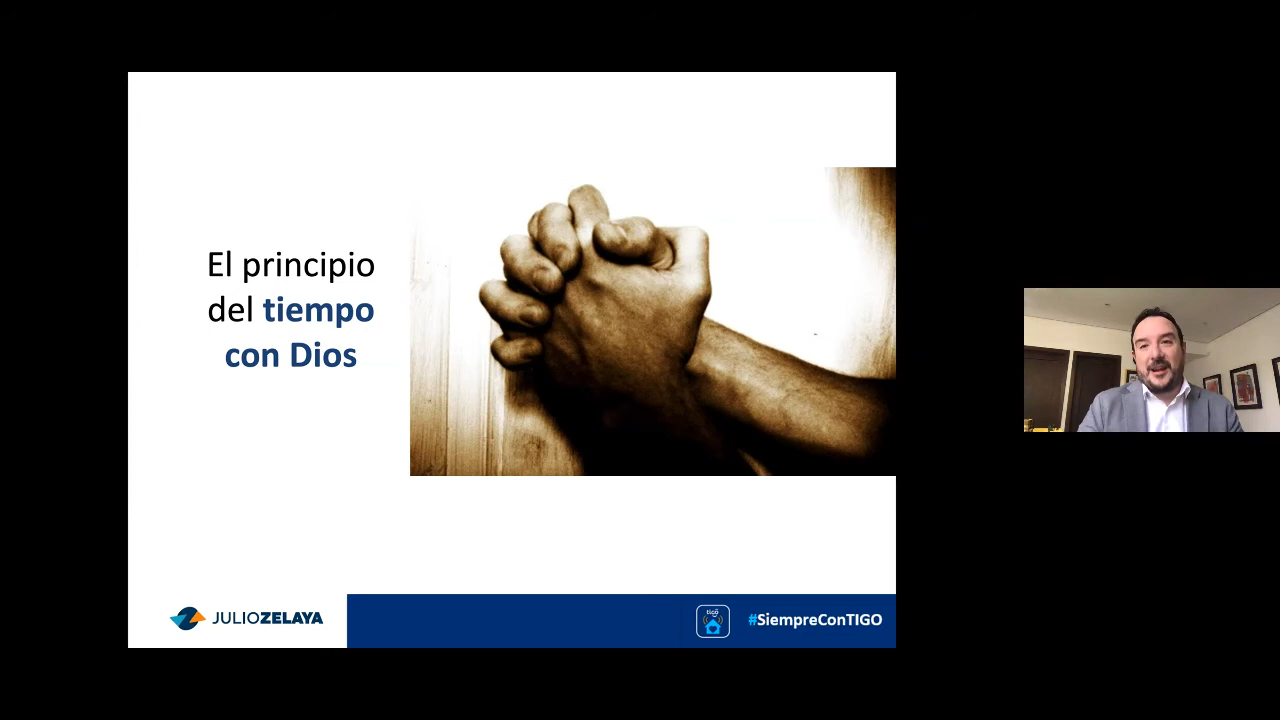 El principio
del tiempo
con Dios
JULIOZELAYA
tigo
#SiempreConTIGO